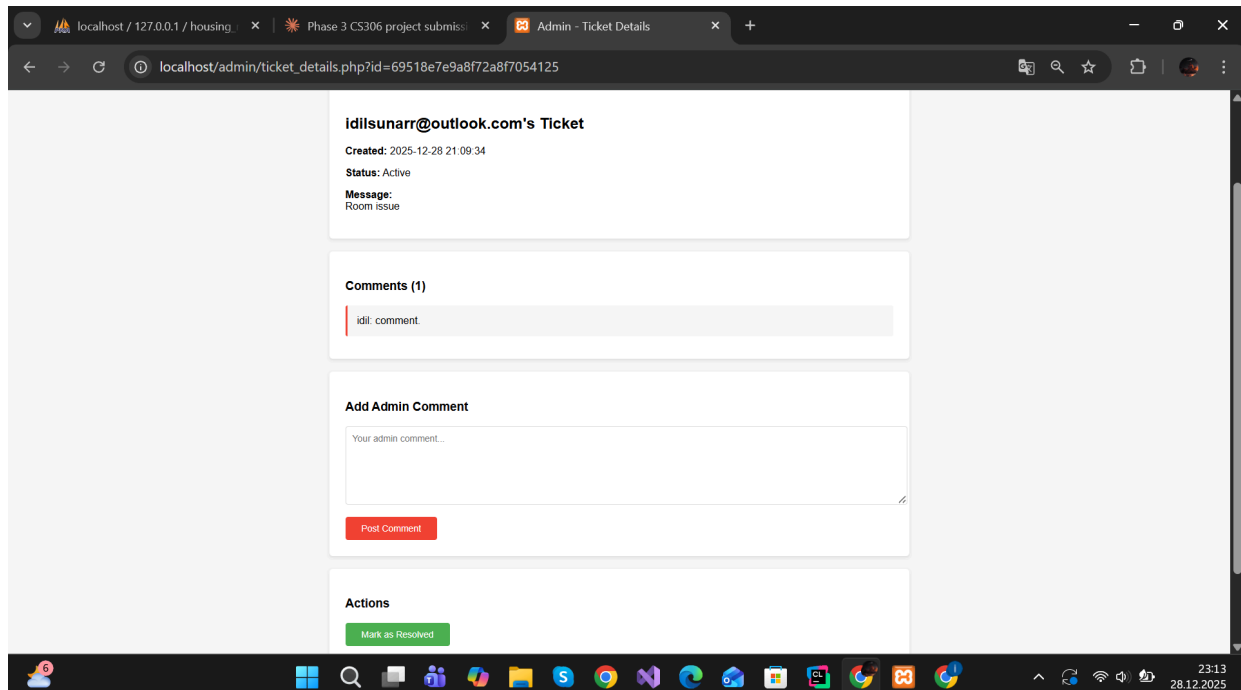 localhost / 127.0.0.1 / housing_
Phase 3 CS306 project submiss
Admin - Ticket Details
localhost/admin/ticket_details.php?id=69518e7e9a8f72a8f7054125
idilsunarr@outlook.com's Ticket
Created: 2025-12-28 21:09:34
Status: Active
Message:
Room issue
Comments (1)
idil: comment.
Add Admin Comment
Your admin comment...
Post Comment
Actions
Mark as Resolved
6
23:13
28.12.2025